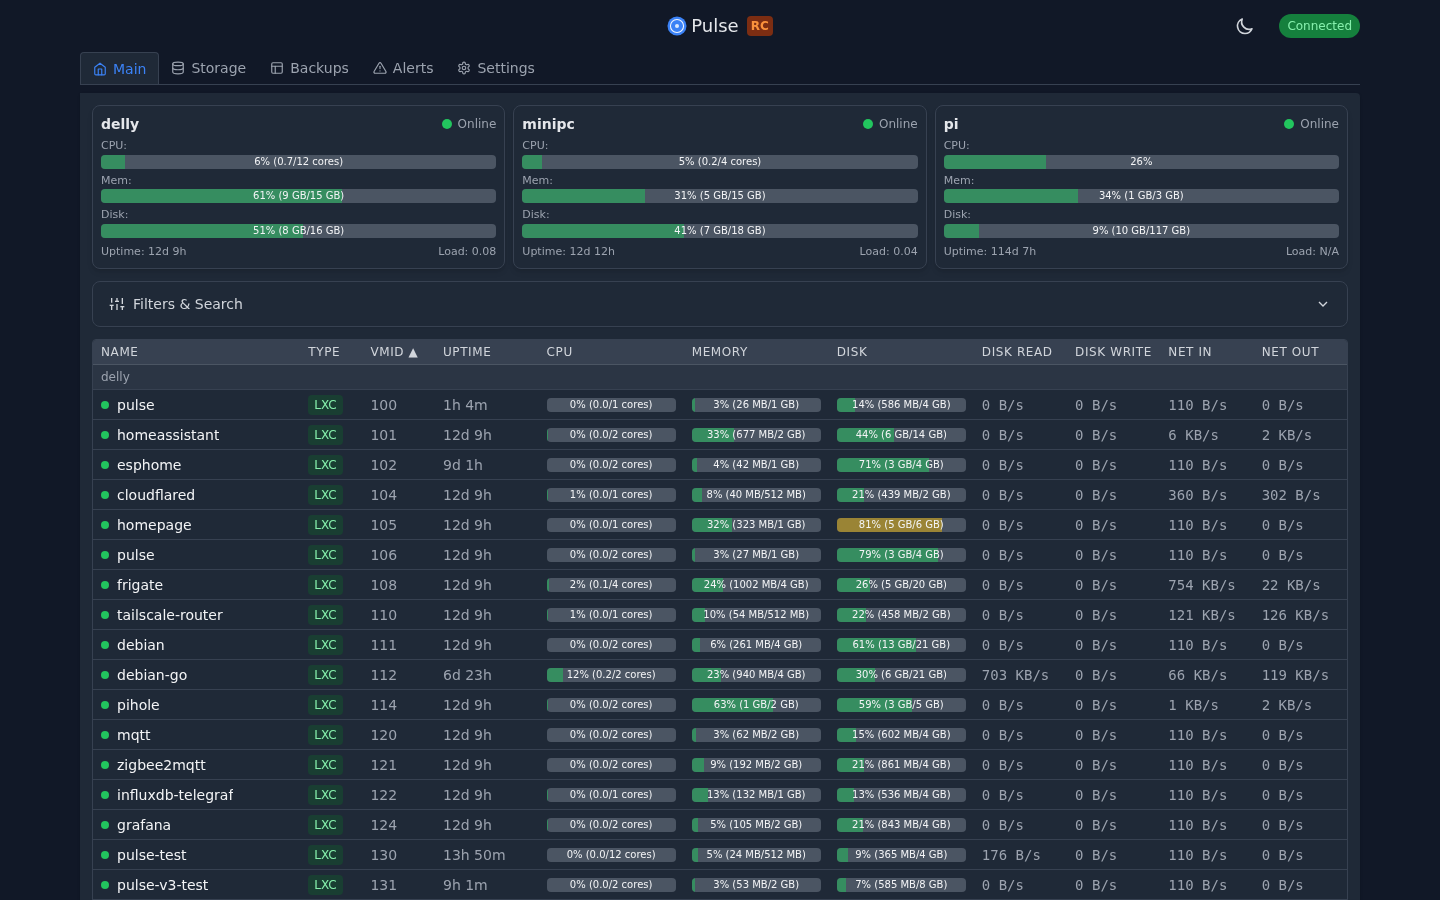 Pulse RC
Connected
Main Storage Backups Alerts Settings
delly Online
CPU:
6% (0.7/12 cores)
Mem:
61% (9 GB/15 GB)
Disk:
51% (8 GB/16 GB)
Uptime: 12d 9h Load: 0.08
minipc Online
CPU:
5% (0.2/4 cores)
Mem:
31% (5 GB/15 GB)
Disk:
41% (7 GB/18 GB)
Uptime: 12d 12h Load: 0.04
pi Online
CPU:
26%
Mem:
34% (1 GB/3 GB)
Disk:
9% (10 GB/117 GB)
Uptime: 114d 7h Load: N/A
Filters & Search
NAME TYPE VMID ▲ UPTIME CPU MEMORY DISK DISK READ DISK WRITE NET IN NET OUT
delly
pulse LXC 100 1h 4m 0% (0.0/1 cores) 3% (26 MB/1 GB) 14% (586 MB/4 GB) 0 B/s 0 B/s 110 B/s 0 B/s
homeassistant LXC 101 12d 9h 0% (0.0/2 cores) 33% (677 MB/2 GB) 44% (6 GB/14 GB) 0 B/s 0 B/s 6 KB/s 2 KB/s
esphome LXC 102 9d 1h 0% (0.0/2 cores) 4% (42 MB/1 GB) 71% (3 GB/4 GB) 0 B/s 0 B/s 110 B/s 0 B/s
cloudflared LXC 104 12d 9h 1% (0.0/1 cores) 8% (40 MB/512 MB) 21% (439 MB/2 GB) 0 B/s 0 B/s 360 B/s 302 B/s
homepage LXC 105 12d 9h 0% (0.0/1 cores) 32% (323 MB/1 GB) 81% (5 GB/6 GB) 0 B/s 0 B/s 110 B/s 0 B/s
pulse LXC 106 12d 9h 0% (0.0/2 cores) 3% (27 MB/1 GB) 79% (3 GB/4 GB) 0 B/s 0 B/s 110 B/s 0 B/s
frigate LXC 108 12d 9h 2% (0.1/4 cores) 24% (1002 MB/4 GB) 26% (5 GB/20 GB) 0 B/s 0 B/s 754 KB/s 22 KB/s
tailscale-router LXC 110 12d 9h 1% (0.0/1 cores) 10% (54 MB/512 MB) 22% (458 MB/2 GB) 0 B/s 0 B/s 121 KB/s 126 KB/s
debian LXC 111 12d 9h 0% (0.0/2 cores) 6% (261 MB/4 GB) 61% (13 GB/21 GB) 0 B/s 0 B/s 110 B/s 0 B/s
debian-go LXC 112 6d 23h 12% (0.2/2 cores) 23% (940 MB/4 GB) 30% (6 GB/21 GB) 703 KB/s 0 B/s 66 KB/s 119 KB/s
pihole LXC 114 12d 9h 0% (0.0/2 cores) 63% (1 GB/2 GB) 59% (3 GB/5 GB) 0 B/s 0 B/s 1 KB/s 2 KB/s
mqtt LXC 120 12d 9h 0% (0.0/2 cores) 3% (62 MB/2 GB) 15% (602 MB/4 GB) 0 B/s 0 B/s 110 B/s 0 B/s
zigbee2mqtt LXC 121 12d 9h 0% (0.0/2 cores) 9% (192 MB/2 GB) 21% (861 MB/4 GB) 0 B/s 0 B/s 110 B/s 0 B/s
influxdb-telegraf LXC 122 12d 9h 0% (0.0/1 cores) 13% (132 MB/1 GB) 13% (536 MB/4 GB) 0 B/s 0 B/s 110 B/s 0 B/s
grafana LXC 124 12d 9h 0% (0.0/2 cores) 5% (105 MB/2 GB) 21% (843 MB/4 GB) 0 B/s 0 B/s 110 B/s 0 B/s
pulse-test LXC 130 13h 50m 0% (0.0/12 cores) 5% (24 MB/512 MB) 9% (365 MB/4 GB) 176 B/s 0 B/s 110 B/s 0 B/s
pulse-v3-test LXC 131 9h 1m 0% (0.0/2 cores) 3% (53 MB/2 GB) 7% (585 MB/8 GB) 0 B/s 0 B/s 110 B/s 0 B/s